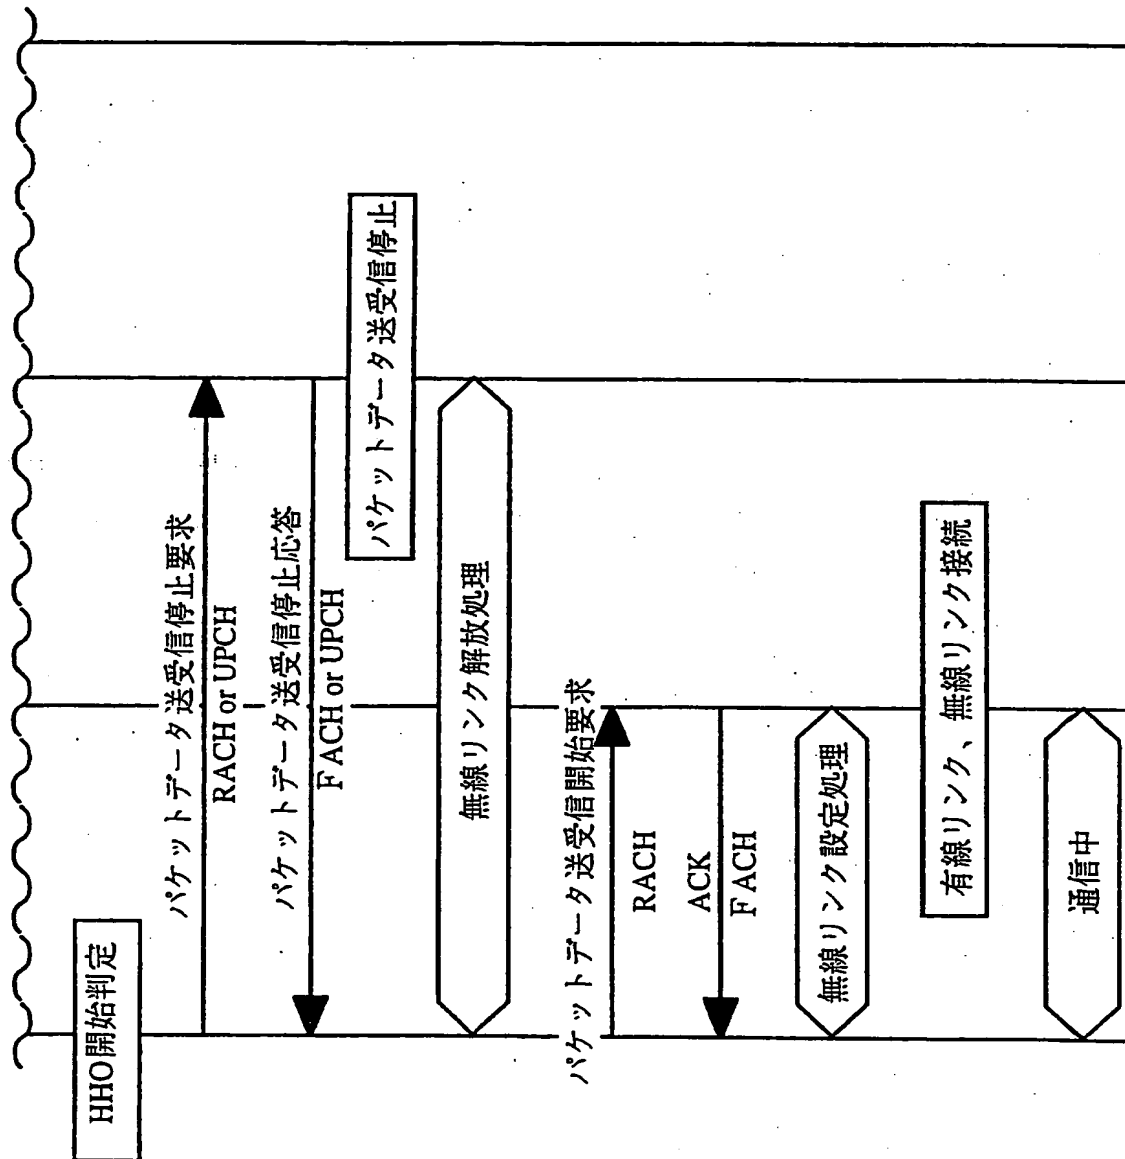 HHO開始判定
パケットデータ送受信停止要求
RACH or UPCH
パケットデータ送受信停止応答
FACH or UPCH
パケットデータ送受信停止
無線リンク解放処理
パケットデータ送受信開始要求
RACH
ACK
FACH
無線リンク設定処理
有線リンク、無線リンク接続
通信中